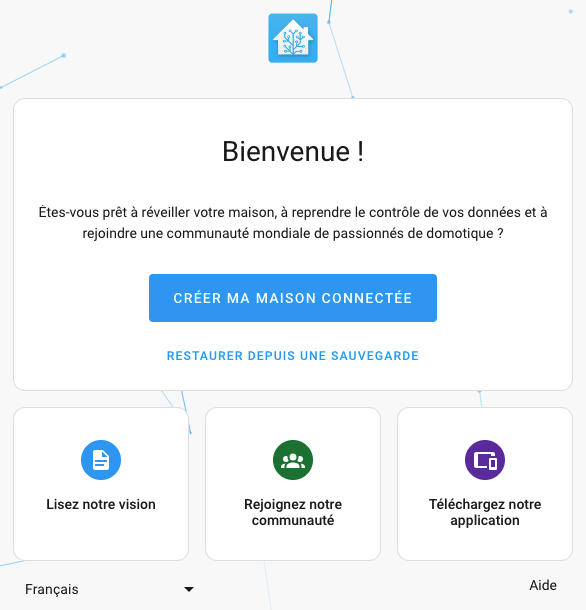 Bienvenue !
Êtes-vous prêt à réveiller votre maison, à reprendre le contrôle de vos données et à
rejoindre une communauté mondiale de passionnés de domotique ?
CRÉER MA MAISON CONNECTÉE
RESTAURER DEPUIS UNE SAUVEGARDE
Lisez notre vision
Rejoignez notre
communauté
Téléchargez notre
application
Français
Aide